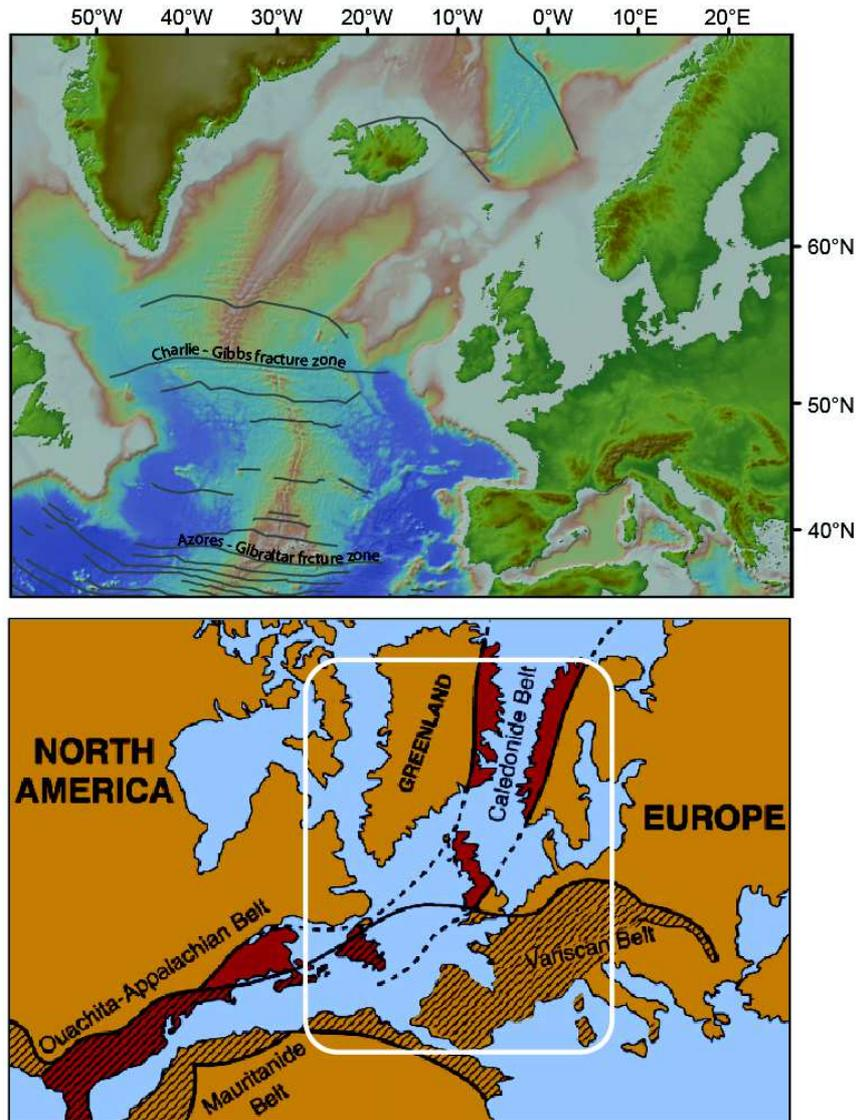 50°W 40°W 30°W 20°W 10°W 0°W 10°E 20°E
60°N
Charlie - Gibbs fracture zone
50°N
Azores - Gibraltar frcture zone
40°N
NORTH
AMERICA
GREENLAND
Caledonide Belt
EUROPE
Ouachita-Appalachian Belt
Variscan Belt
Mauritanide
Belt